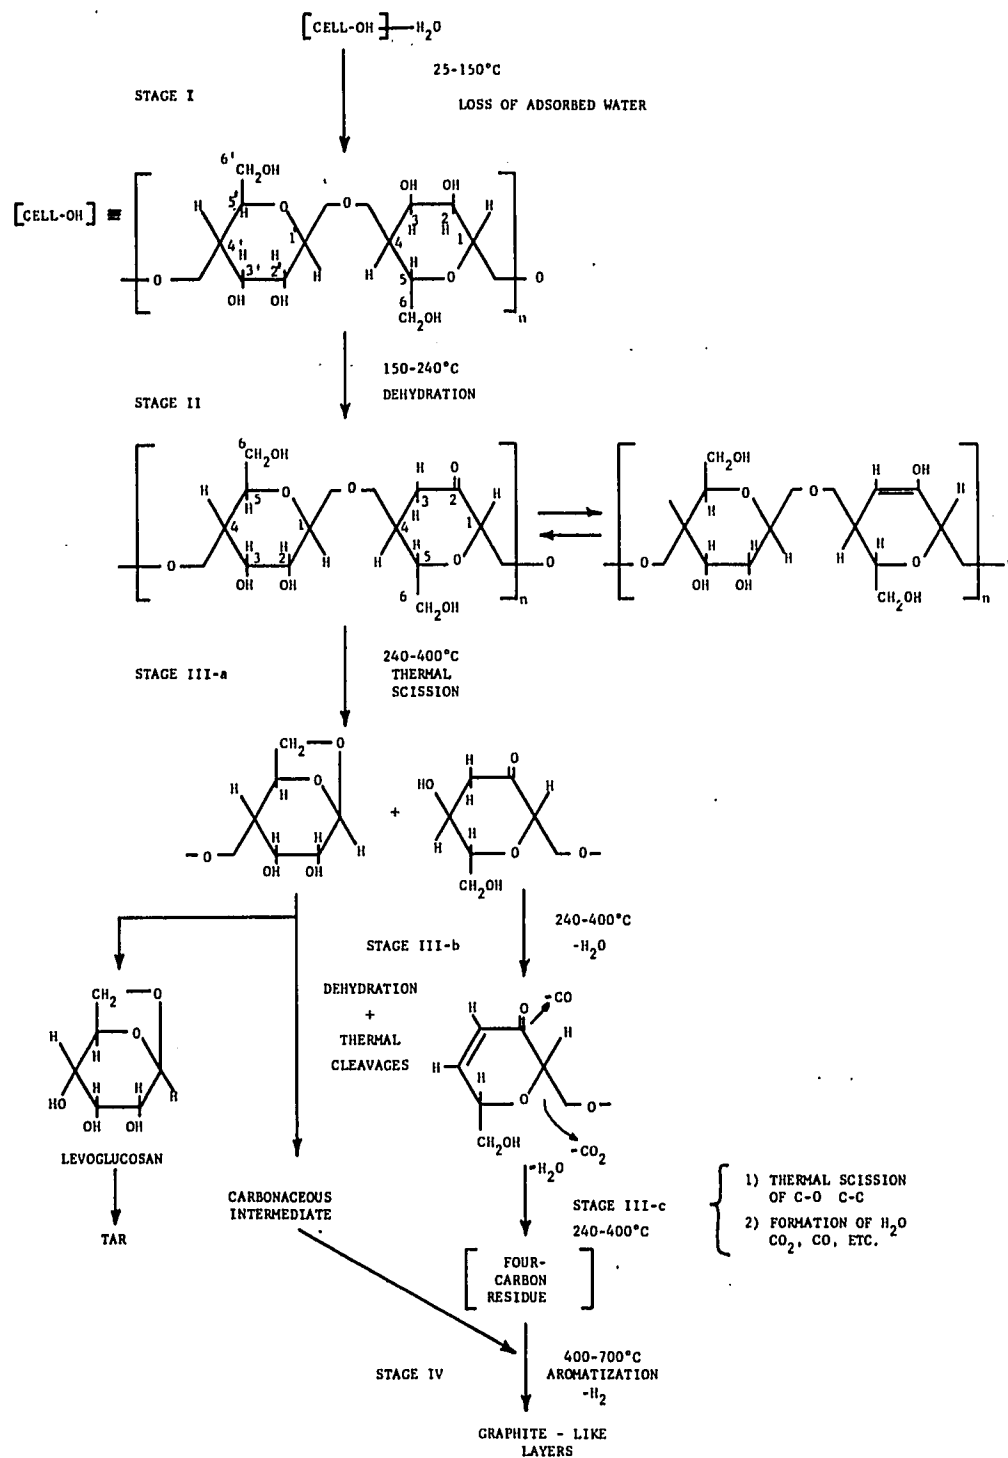 [CELL-OH]—H2O
25-150°C
STAGE I
LOSS OF ADSORBED WATER
6'
CH2OH
OH OH
H 5' O O 3 2 H
H H H
[CELL-OH] ≡
4' 1' 4 1
H H H H
3' 2' H 5 O
O OH OH 6 O
CH2OH n
150-240°C
DEHYDRATION
STAGE II
6
CH2OH H O CH2OH H OH
H 5 O O 3 2 H O O H
H H H
4 1 4 1
H H H H H H H H H
3 2 5 O O
O OH OH O O OH OH O
6 CH2OH n CH2OH n
240-400°C
STAGE III-a
THERMAL
SCISSION
CH2—O O
H
H O HO H H
H +
H H H H H
—O— OH OH O —O—
CH2OH
240-400°C
STAGE III-b
-H2O
DEHYDRATION
+
THERMAL
CLEAVAGES
CH2—O O -CO
H O H
H H
H H H H
HO O —O—
OH OH CH2OH
-CO2
LEVOGLUCOSAN
-H2O
1) THERMAL SCISSION
OF C-O C-C
CARBONACEOUS
INTERMEDIATE
STAGE III-c
2) FORMATION OF H2O
CO2, CO, ETC.
TAR
240-400°C
FOUR-
CARBON
RESIDUE
400-700°C
STAGE IV
AROMATIZATION
-H2
GRAPHITE - LIKE
LAYERS